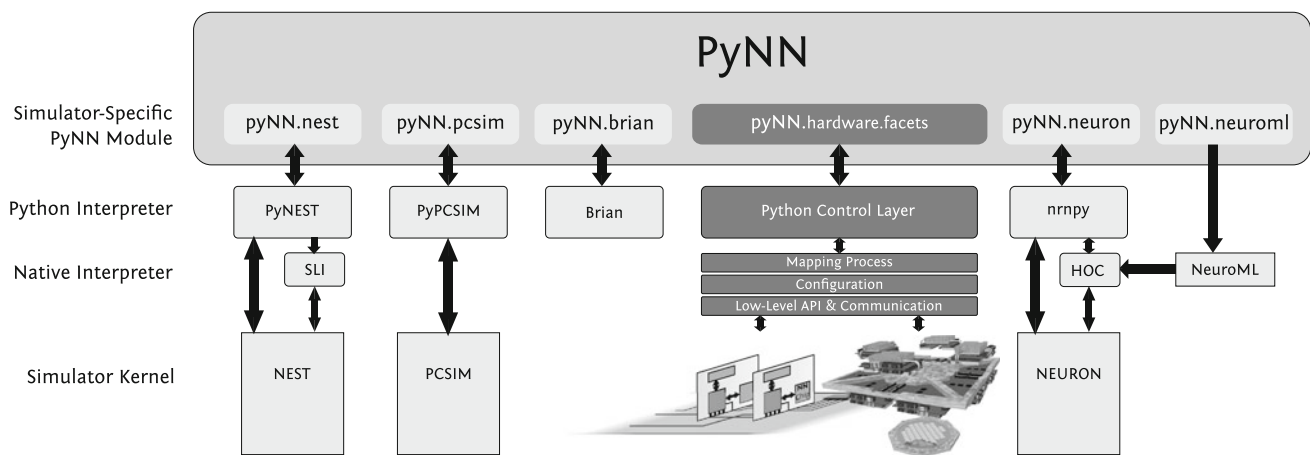 PyNN
Simulator-Specific
PyNN Module
pyNN.nest
pyNN.pcsim
pyNN.brian
pyNN.hardware.facets
pyNN.neuron
pyNN.neuroml
Python Interpreter
PyNEST
PyPCSIM
Brian
Python Control Layer
nrnpy
Native Interpreter
SLI
Mapping Process
Configuration
Low-Level API & Communication
HOC
NeuroML
Simulator Kernel
NEST
PCSIM
NN
NEURON